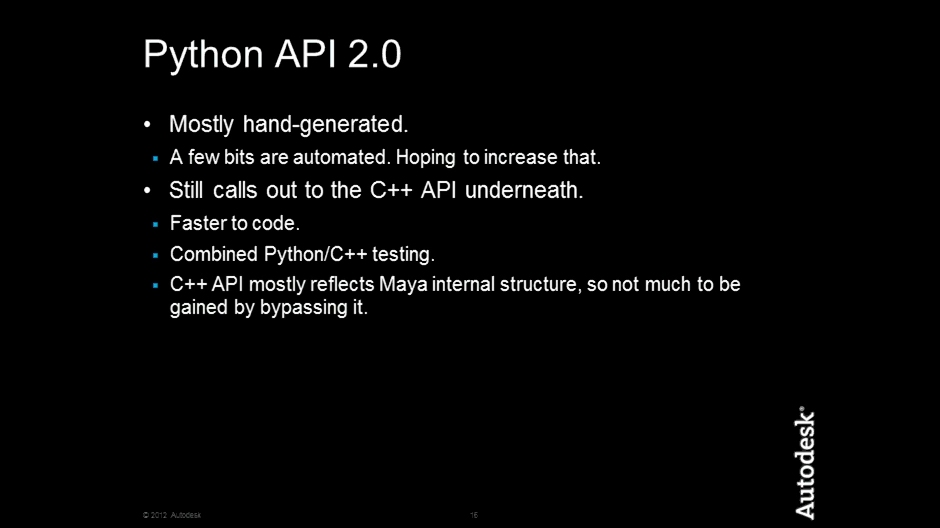 Python API 2.0
• Mostly hand-generated.
▪ A few bits are automated. Hoping to increase that.
• Still calls out to the C++ API underneath.
▪ Faster to code.
▪ Combined Python/C++ testing.
▪ C++ API mostly reflects Maya internal structure, so not much to be
gained by bypassing it.
Autodesk®
© 2012 Autodesk
16